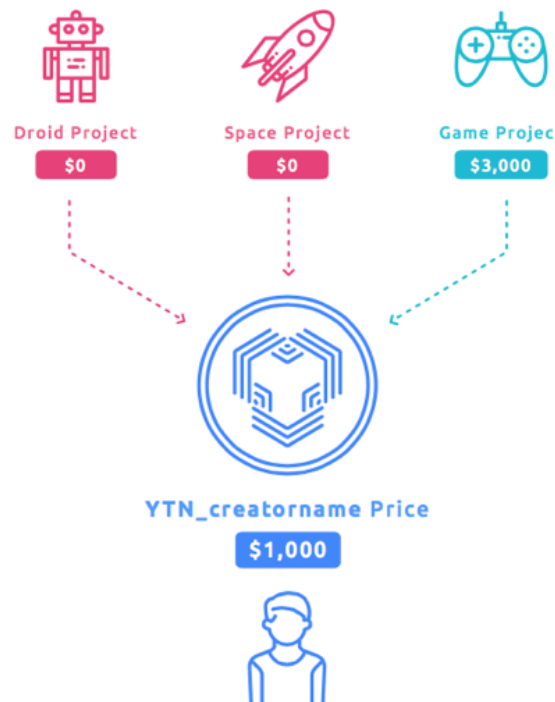 Droid Project
Space Project
Game Projec
$0
$0
$3,000
YTN_creatorname Price
$1,000